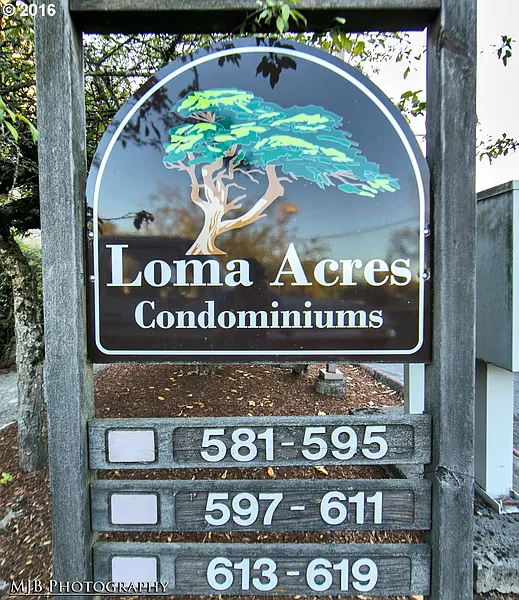 © 2016
Loma Acres
Condominiums
581-595
597-611
613-619
MJB Photography